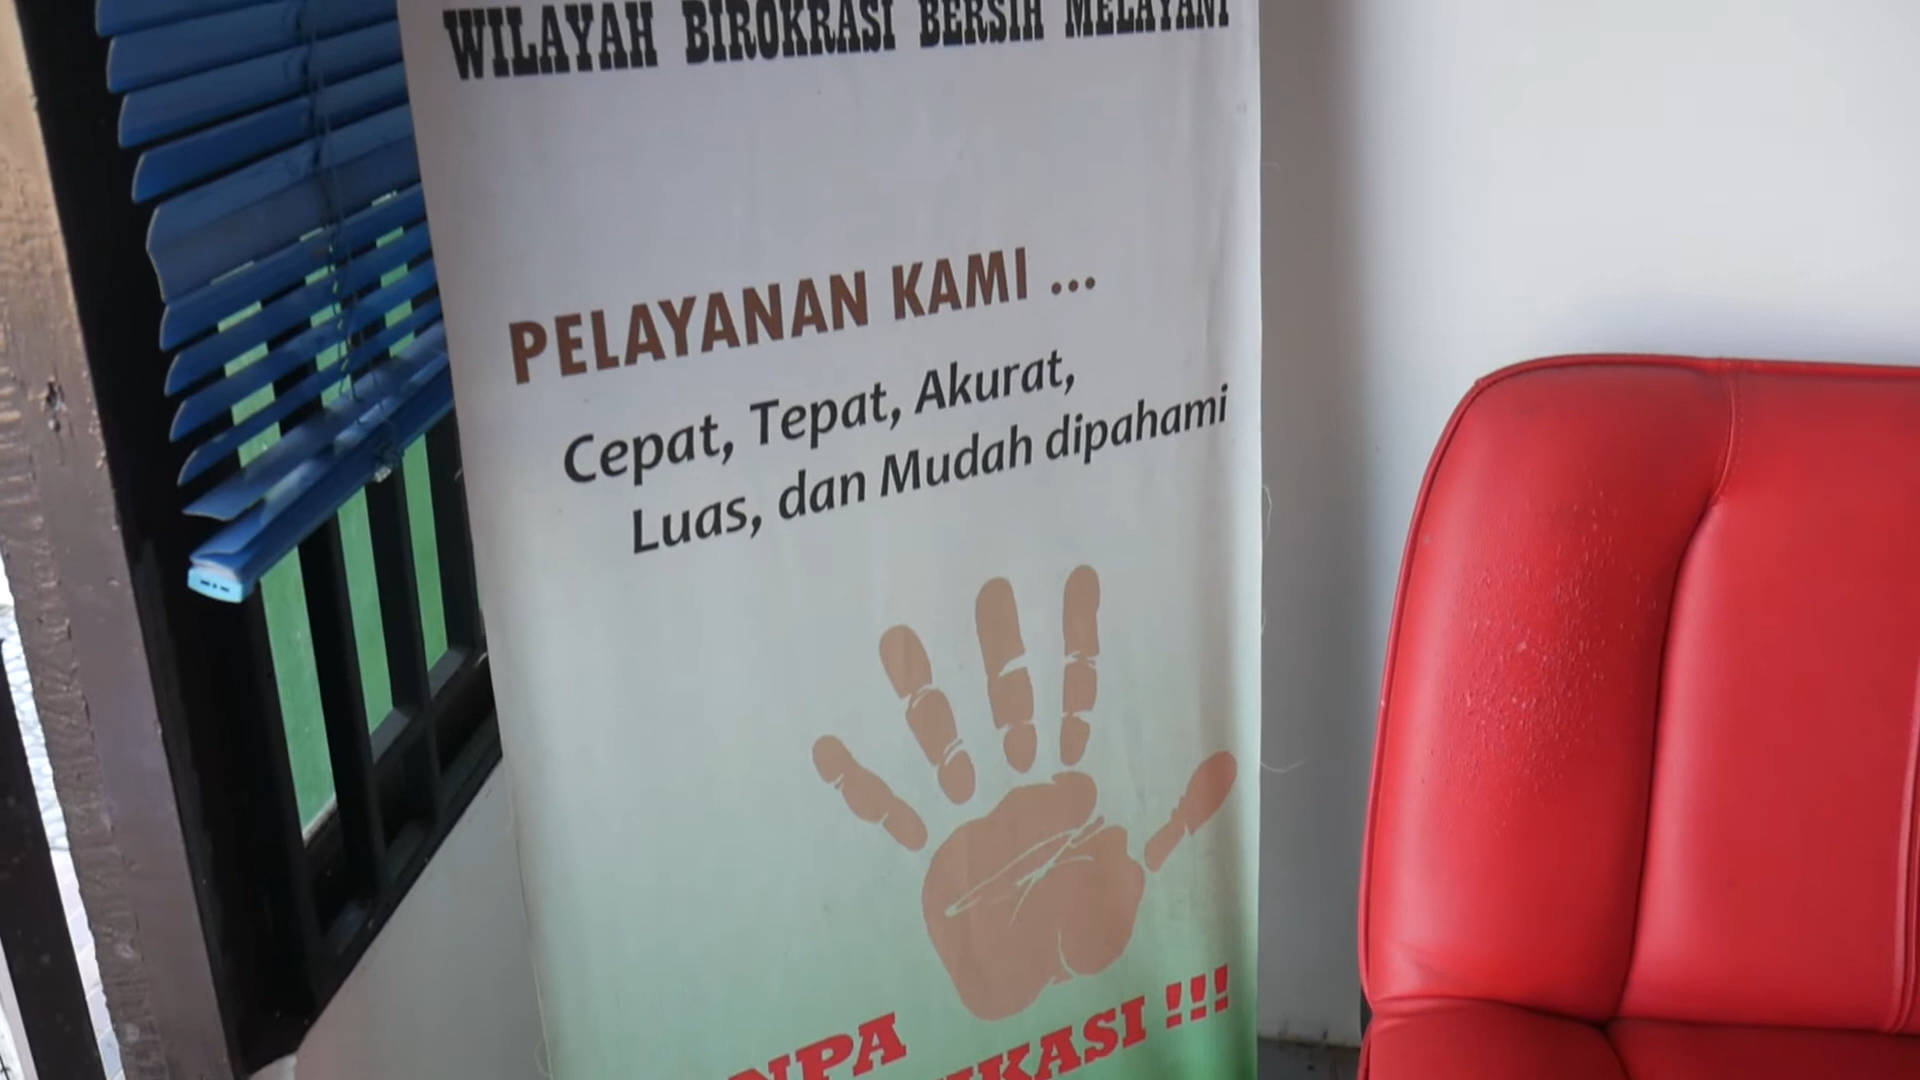 WILAYAH BIROKRASI BERSIH MELAYANI
PELAYANAN KAMI ...
Cepat, Tepat, Akurat,
Luas, dan Mudah dipahami
!!!